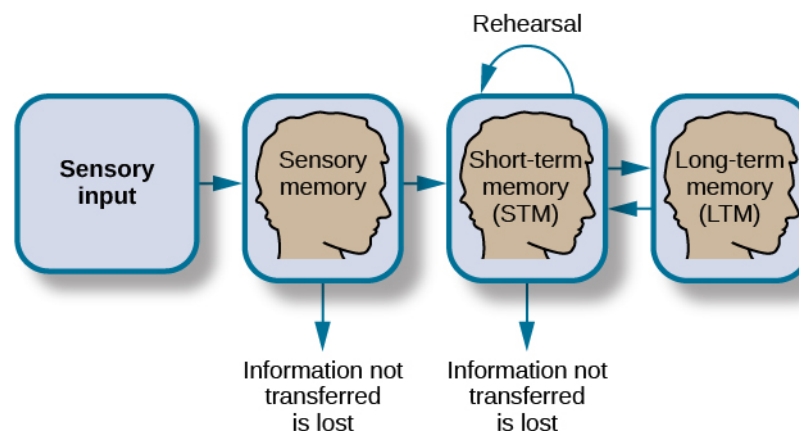 Rehearsal
Sensory
input
Sensory
memory
Short-term
memory
(STM)
Long-term
memory
(LTM)
Information not
transferred
is lost
Information not
transferred
is lost